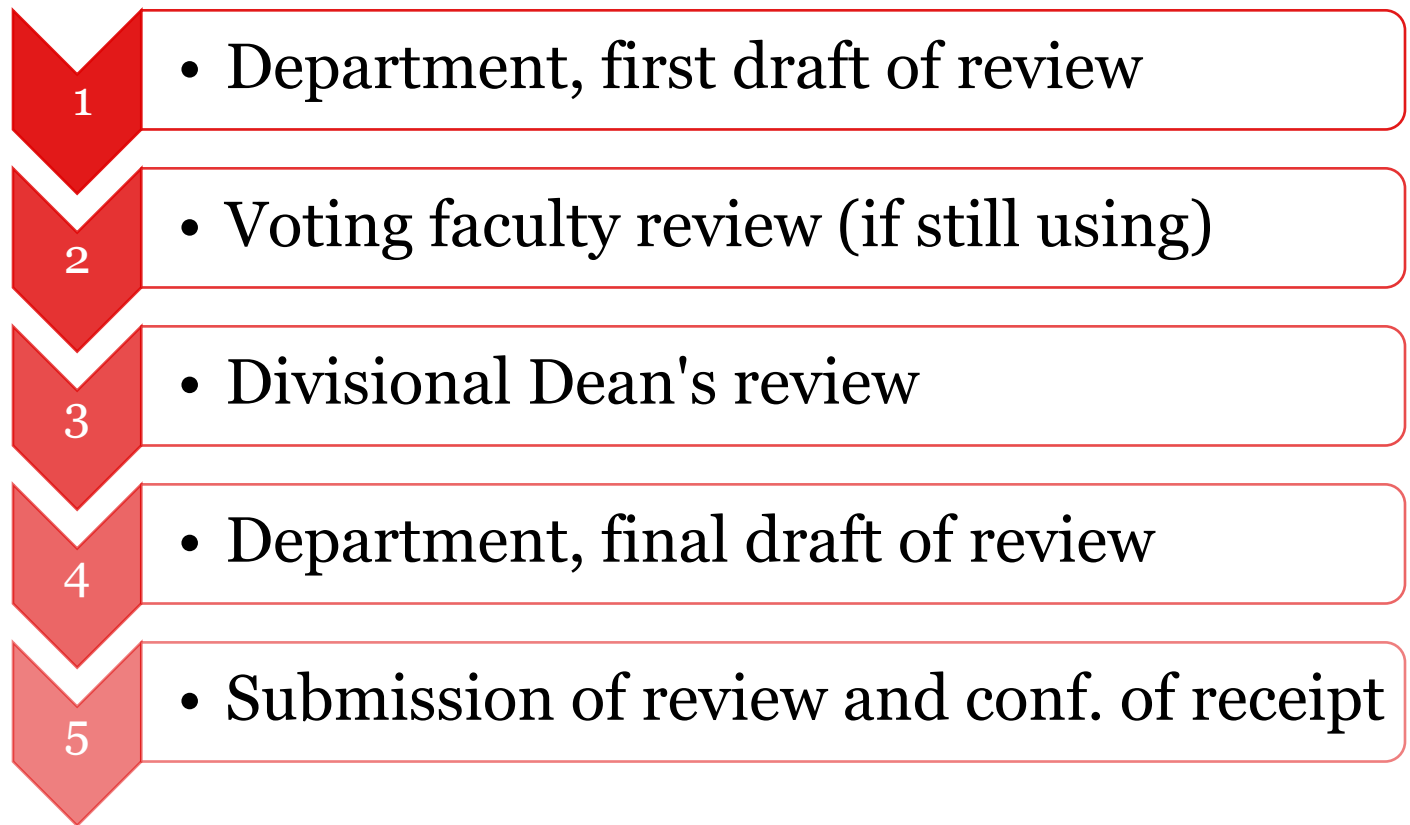 1
• Department, first draft of review
2
• Voting faculty review (if still using)
3
• Divisional Dean's review
4
• Department, final draft of review
5
• Submission of review and conf. of receipt